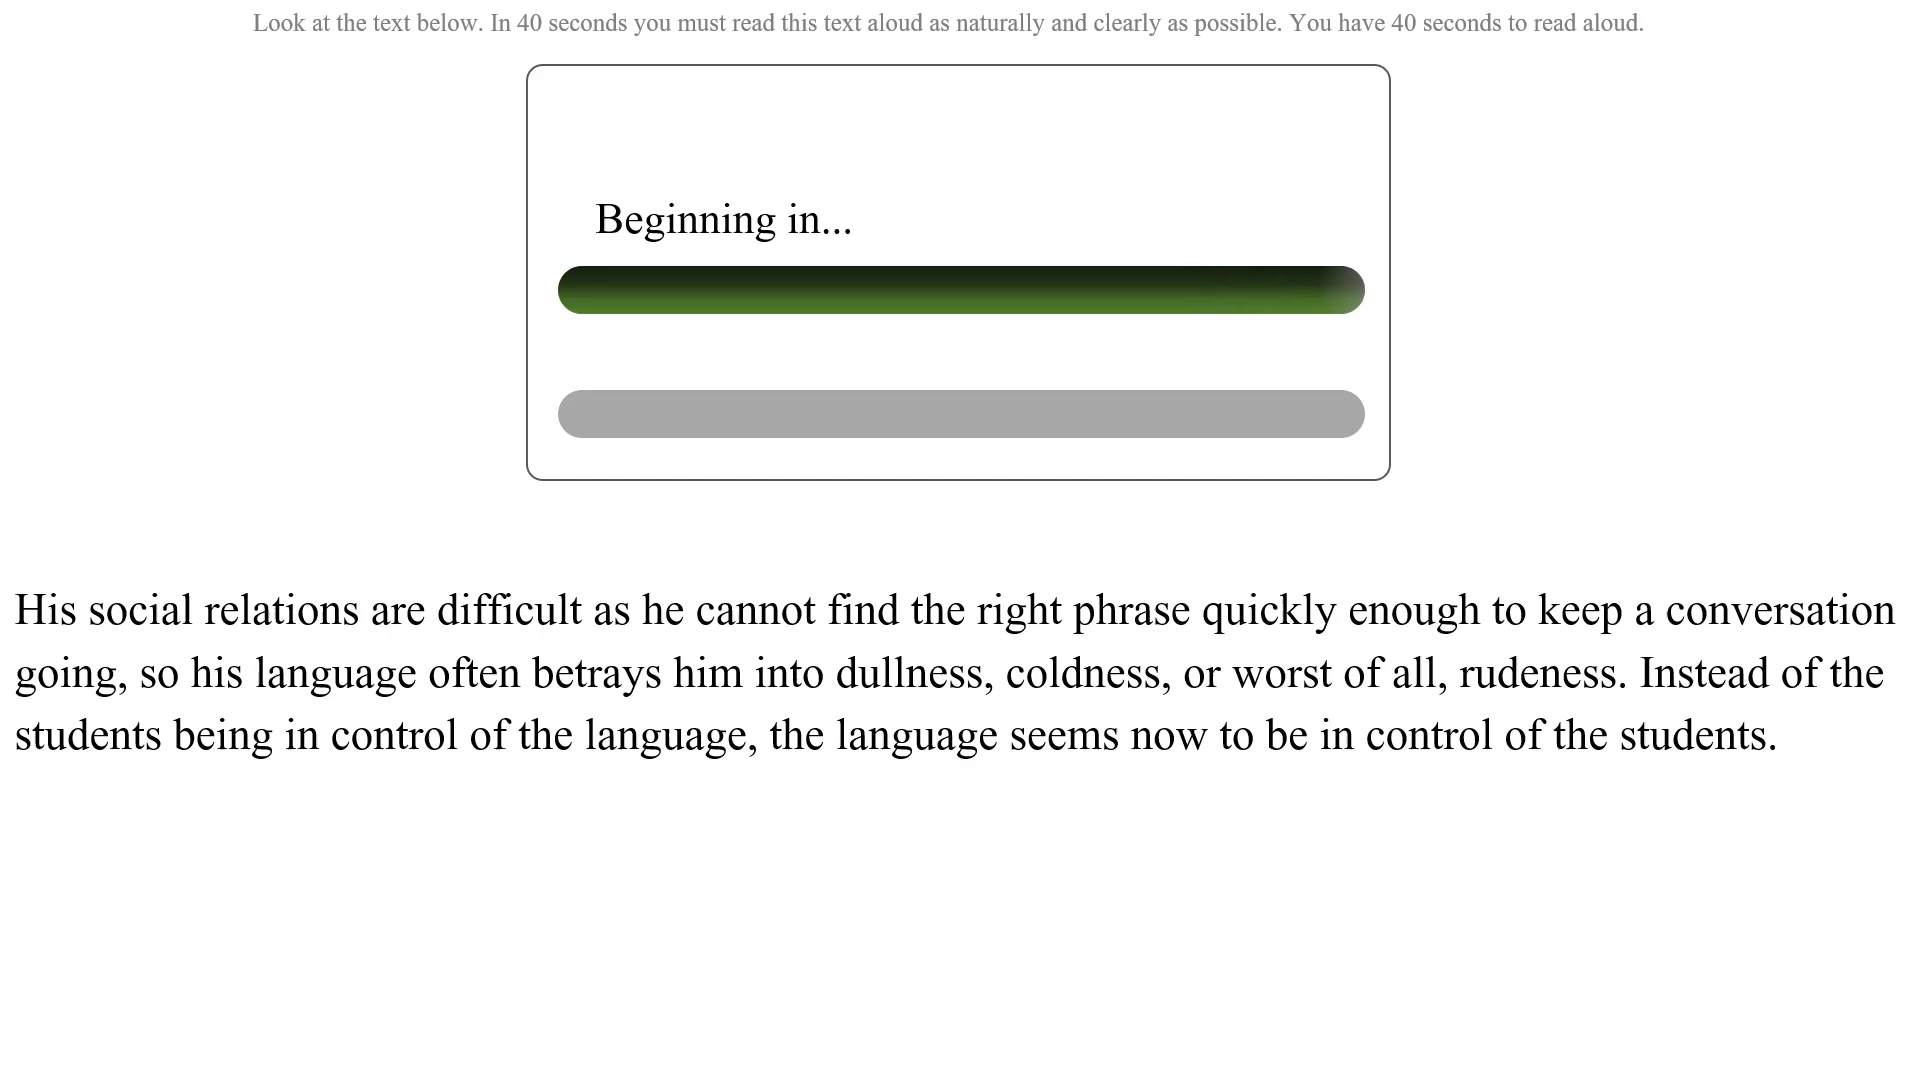 Look at the text below. In 40 seconds you must read this text aloud as naturally and clearly as possible. You have 40 seconds to read aloud.
Beginning in...
His social relations are difficult as he cannot find the right phrase quickly enough to keep a conversation
going, so his language often betrays him into dullness, coldness, or worst of all, rudeness. Instead of the
students being in control of the language, the language seems now to be in control of the students.